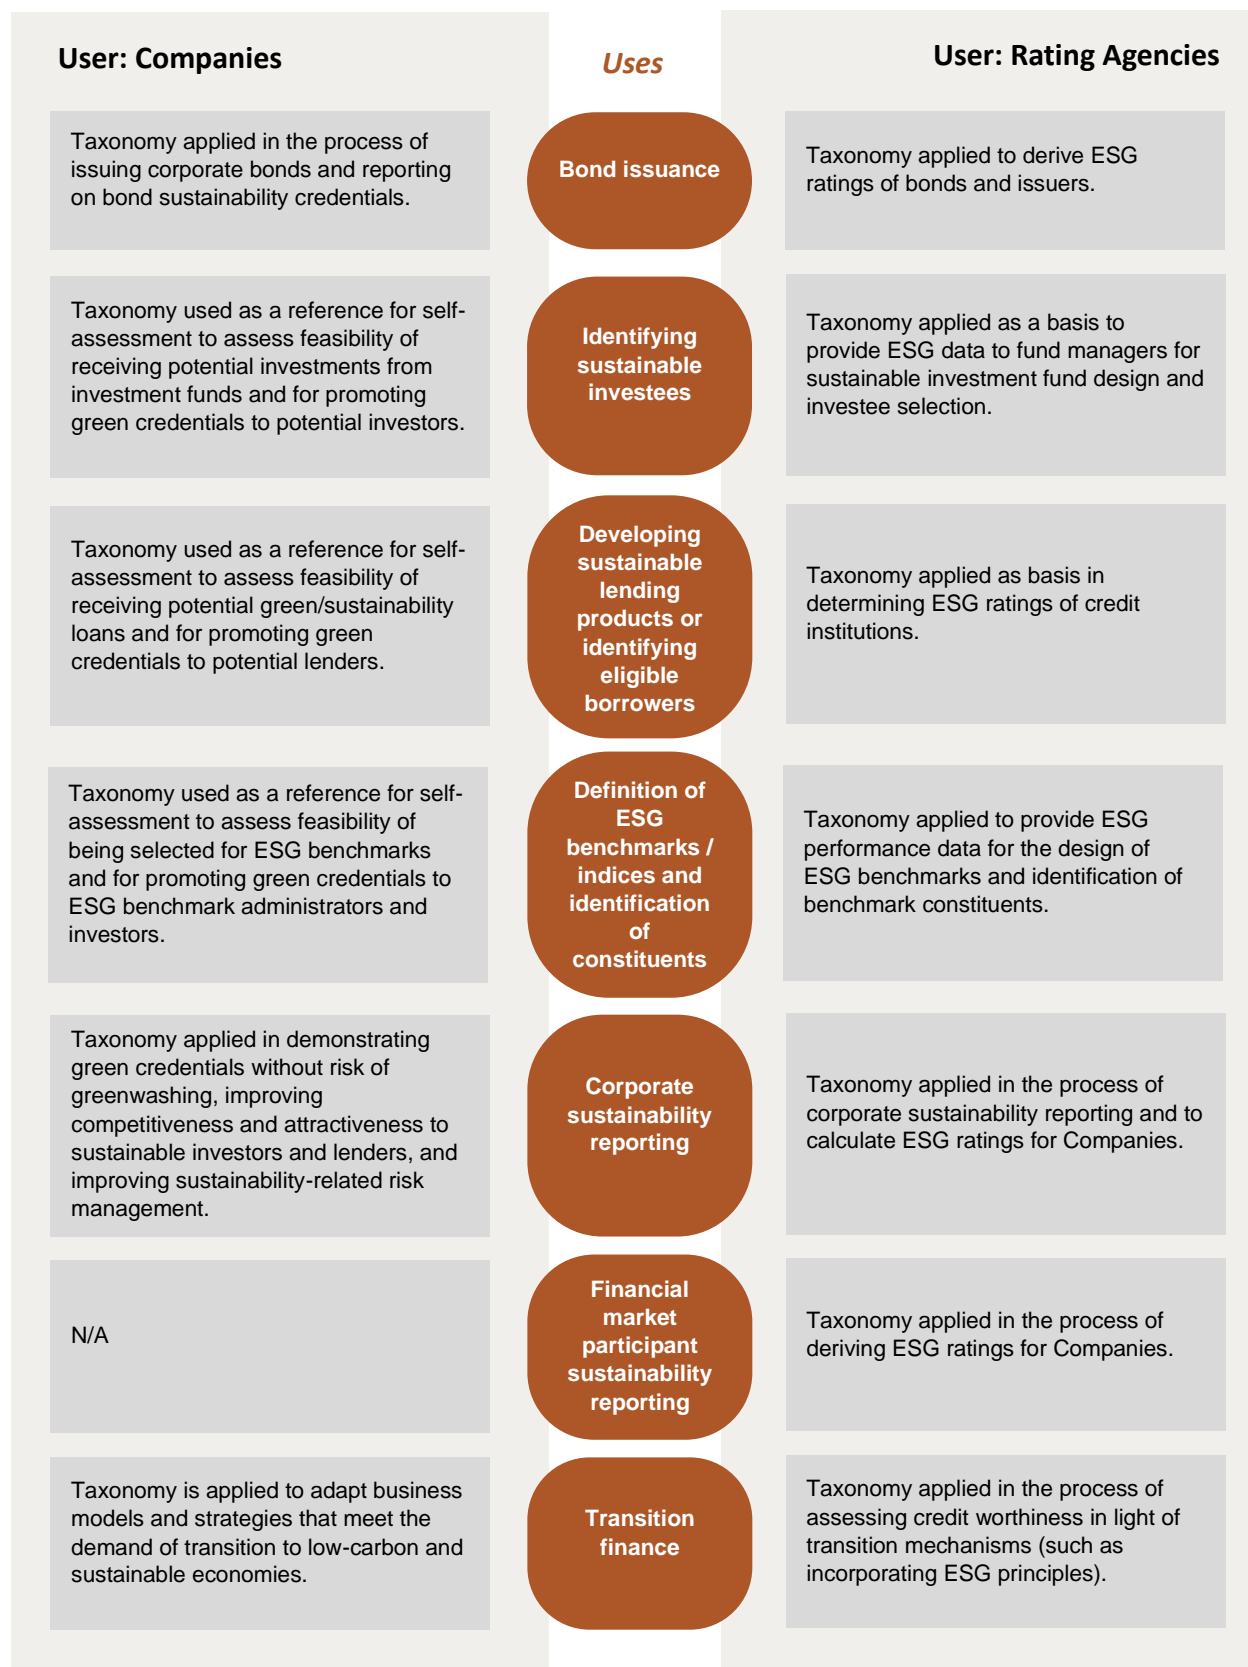 User: Companies
Uses
User: Rating Agencies
Taxonomy applied in the process of
issuing corporate bonds and reporting
on bond sustainability credentials.
Bond issuance
Taxonomy applied to derive ESG
ratings of bonds and issuers.
Taxonomy used as a reference for self-
assessment to assess feasibility of
receiving potential investments from
investment funds and for promoting
green credentials to potential investors.
Identifying
sustainable
investees
Taxonomy applied as a basis to
provide ESG data to fund managers for
sustainable investment fund design and
investee selection.
Taxonomy used as a reference for self-
assessment to assess feasibility of
receiving potential green/sustainability
loans and for promoting green
credentials to potential lenders.
Developing
sustainable
lending
products or
identifying
eligible
borrowers
Taxonomy applied as basis in
determining ESG ratings of credit
institutions.
Taxonomy used as a reference for self-
assessment to assess feasibility of
being selected for ESG benchmarks
and for promoting green credentials to
ESG benchmark administrators and
investors.
Definition of
ESG
benchmarks /
indices and
identification
of
constituents
Taxonomy applied to provide ESG
performance data for the design of
ESG benchmarks and identification of
benchmark constituents.
Taxonomy applied in demonstrating
green credentials without risk of
greenwashing, improving
competitiveness and attractiveness to
sustainable investors and lenders, and
improving sustainability-related risk
management.
Corporate
sustainability
reporting
Taxonomy applied in the process of
corporate sustainability reporting and to
calculate ESG ratings for Companies.
N/A
Financial
market
participant
sustainability
reporting
Taxonomy applied in the process of
deriving ESG ratings for Companies.
Taxonomy is applied to adapt business
models and strategies that meet the
demand of transition to low-carbon and
sustainable economies.
Transition
finance
Taxonomy applied in the process of
assessing credit worthiness in light of
transition mechanisms (such as
incorporating ESG principles).